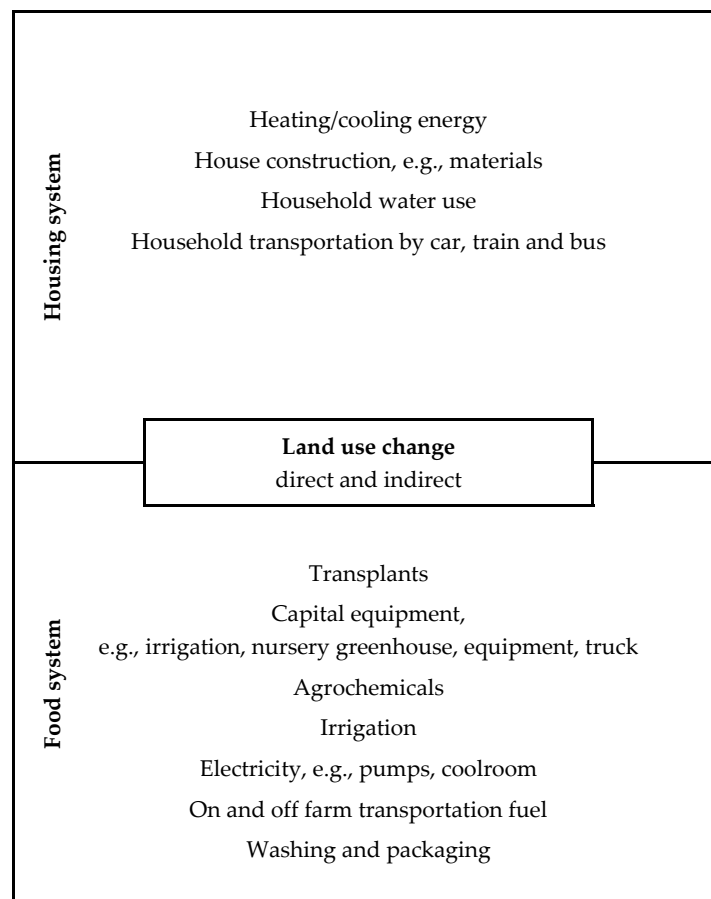 Housing system
Heating/cooling energy
House construction, e.g., materials
Household water use
Household transportation by car, train and bus
Land use change
direct and indirect
Food system
Transplants
Capital equipment,
e.g., irrigation, nursery greenhouse, equipment, truck
Agrochemicals
Irrigation
Electricity, e.g., pumps, coolroom
On and off farm transportation fuel
Washing and packaging